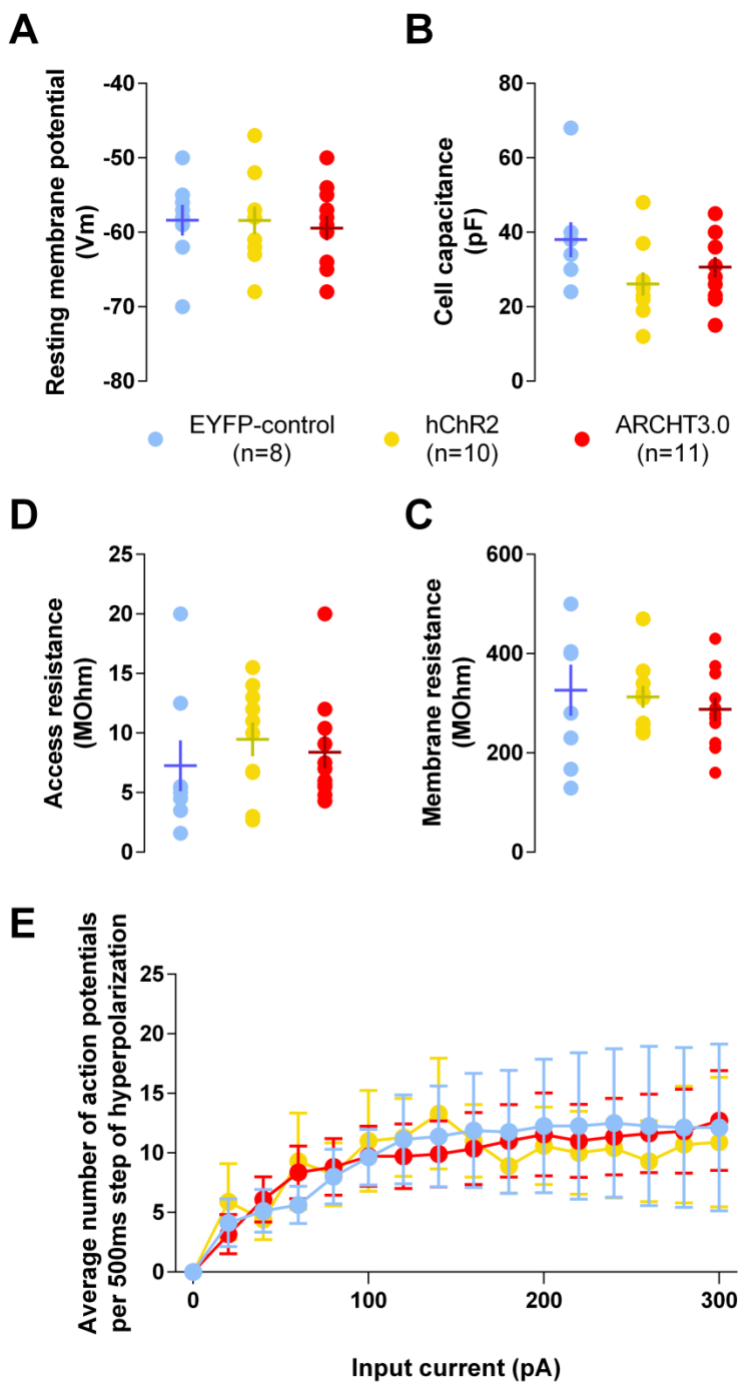 A
Resting membrane potential
(Vm)
-40
-50
-60
-70
-80
B
Cell capacitance
(pF)
80
60
40
20
0
EYFP-control
(n=8)
hChR2
(n=10)
ARCHT3.0
(n=11)
D
Access resistance
(MOhm)
25
20
15
10
5
0
C
Membrane resistance
(MOhm)
600
400
200
0
E
Average number of action potentials
per 500ms step of hyperpolarization
25
20
15
10
5
0
0
100
200
300
Input current (pA)